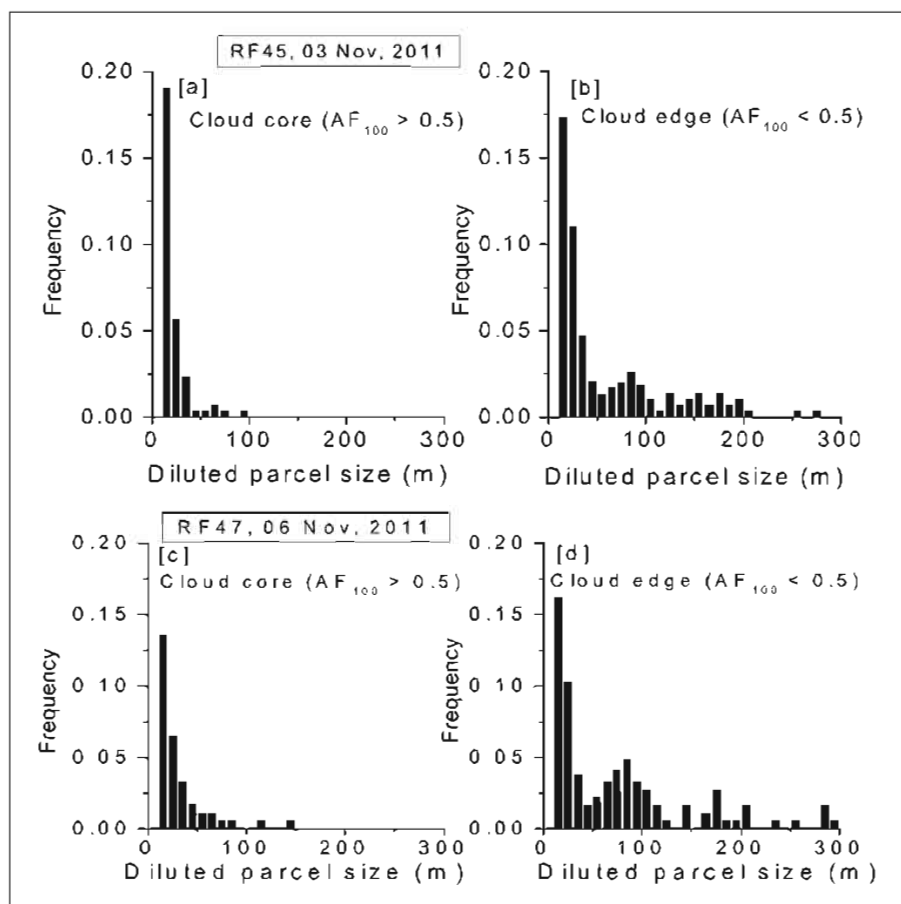 RF45, 03 Nov, 2011
[a]
Cloud core (AF100 > 0.5)
0.20
0.15
0.10
0.05
0.00
Frequency
0 100 200 300
Diluted parcel size (m)
[b]
Cloud edge (AF100 < 0.5)
0.20
0.15
0.10
0.05
0.00
Frequency
0 100 200 300
Diluted parcel size (m)
RF47, 06 Nov, 2011
[c]
Cloud core (AF100 > 0.5)
0.20
0.15
0 10
0 05
0.00
Frequency
0 100 200 300
Diluted parcel size (m)
[d]
Cloud edge (AF100 < 0.5)
0.20
0.15
0 10
0 05
0.00
Frequency
0 100 200 300
Diluted parcel size (m)